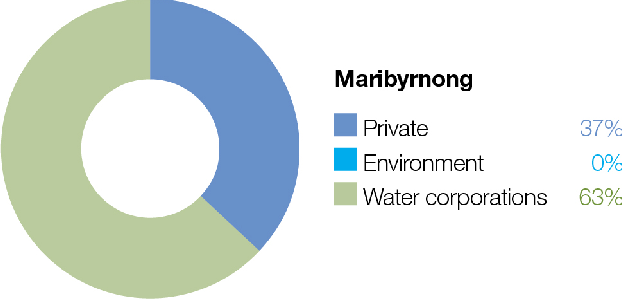 Maribyrnong
Private 37%
Environment 0%
Water corporations 63%